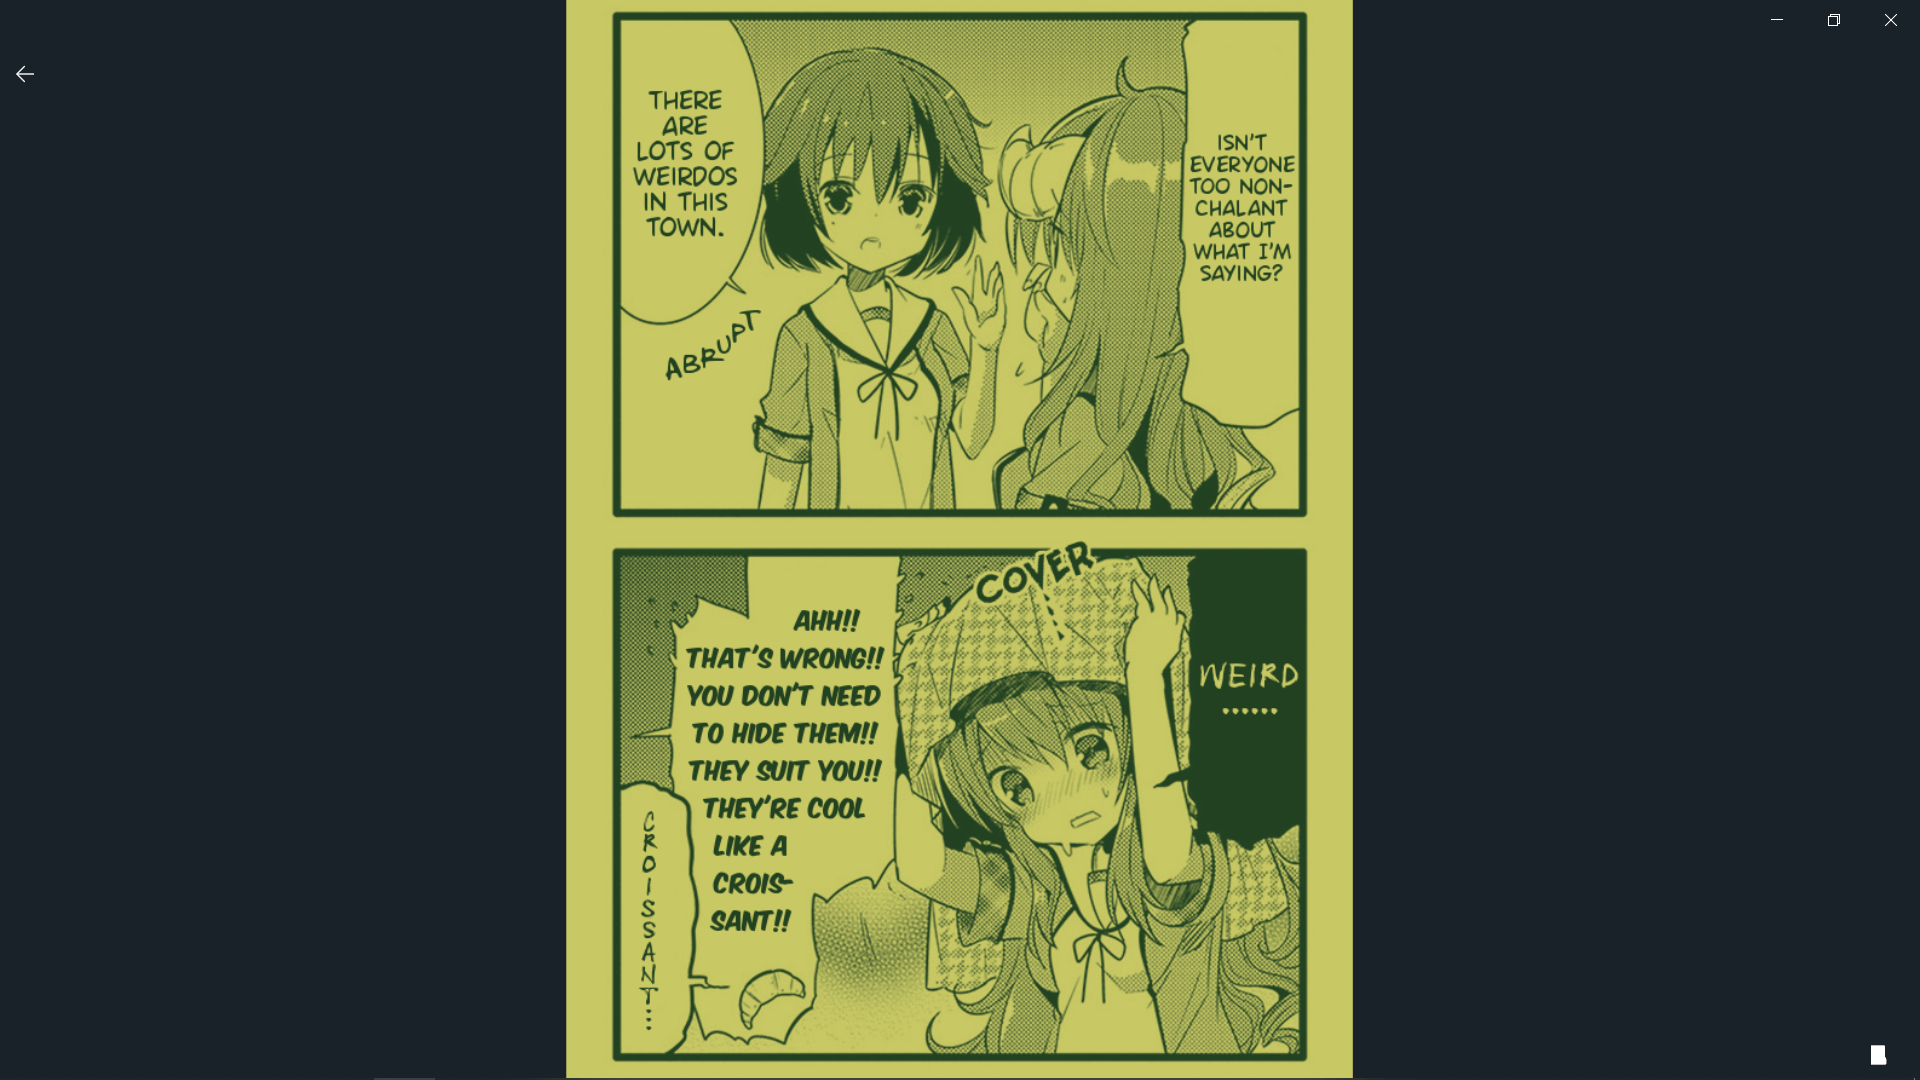 ISN'T
EVERYONE
TOO NON-
CHALANT
ABOUT
WHAT I'M
SAYING?
THERE
ARE
LOTS OF
WEIRDOS
IN THIS
TOWN.
ABRUPT
WEIRD
......
COVER
AHH!!
THAT'S WRONG!!
YOU DON'T NEED
TO HIDE THEM!!
THEY SUIT YOU!!
THEY'RE COOL
LIKE A
CROIS-
SANT!!
CROISSANT...